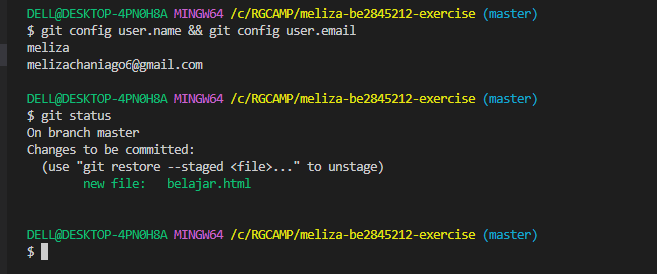 DELL@DESKTOP-4PN0H8A MINGW64 /c/RGCAMP/meliza-be2845212-exercise (master)
$ git config user.name && git config user.email
meliza
melizachaniago6@gmail.com
DELL@DESKTOP-4PN0H8A MINGW64 /c/RGCAMP/meliza-be2845212-exercise (master)
$ git status
On branch master
Changes to be committed:
(use "git restore --staged <file>..." to unstage)
new file:   belajar.html
DELL@DESKTOP-4PN0H8A MINGW64 /c/RGCAMP/meliza-be2845212-exercise (master)
$